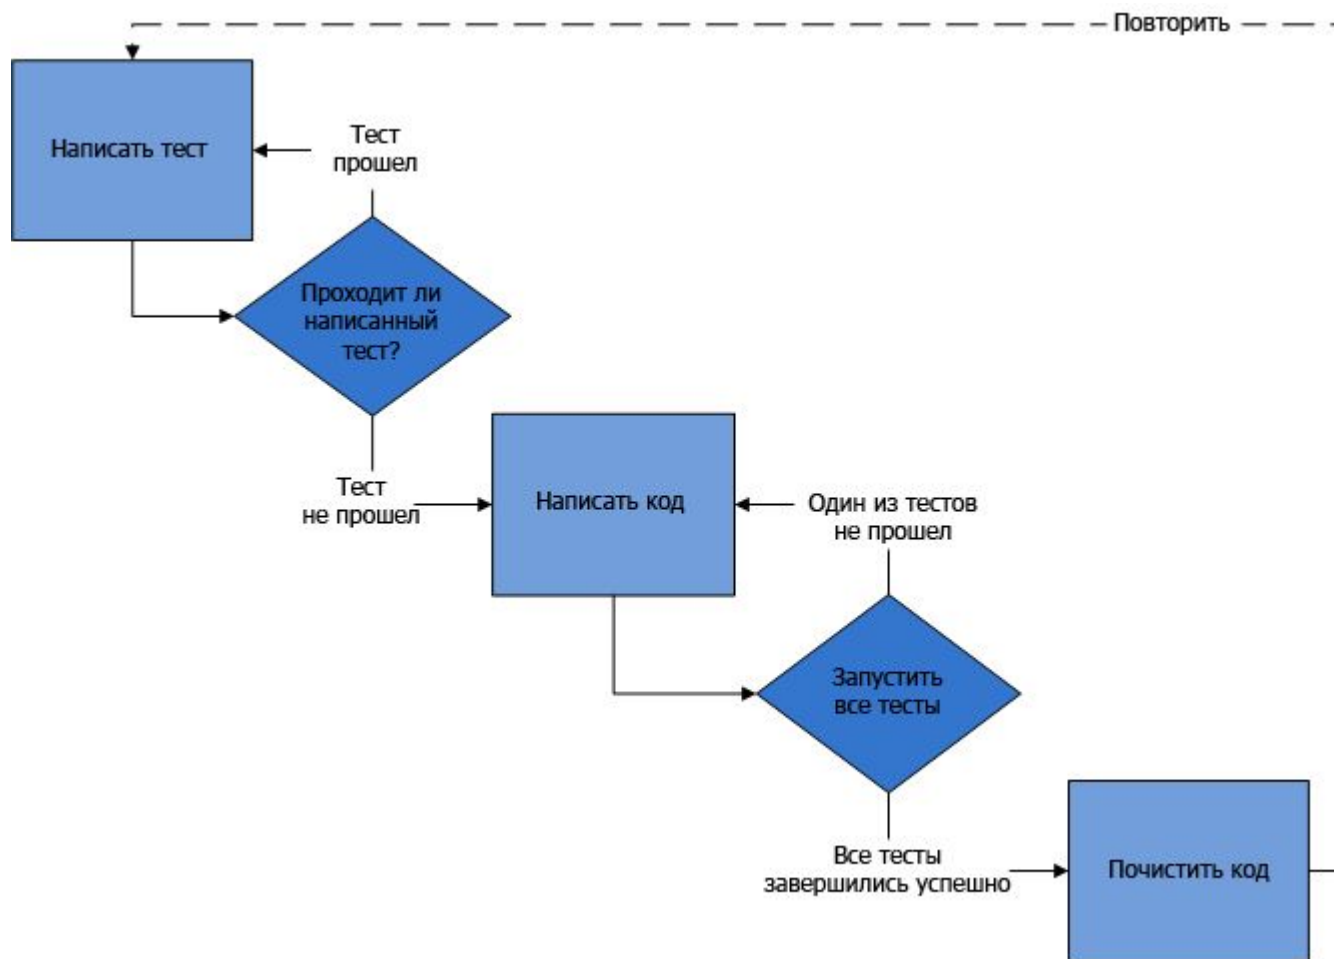 Повторить
Написать тест
Тест
прошел
Проходит ли
написанный
тест?
Тест
не прошел
Написать код
Один из тестов
не прошел
Запустить
все тесты
Все тесты
завершились успешно
Почистить код